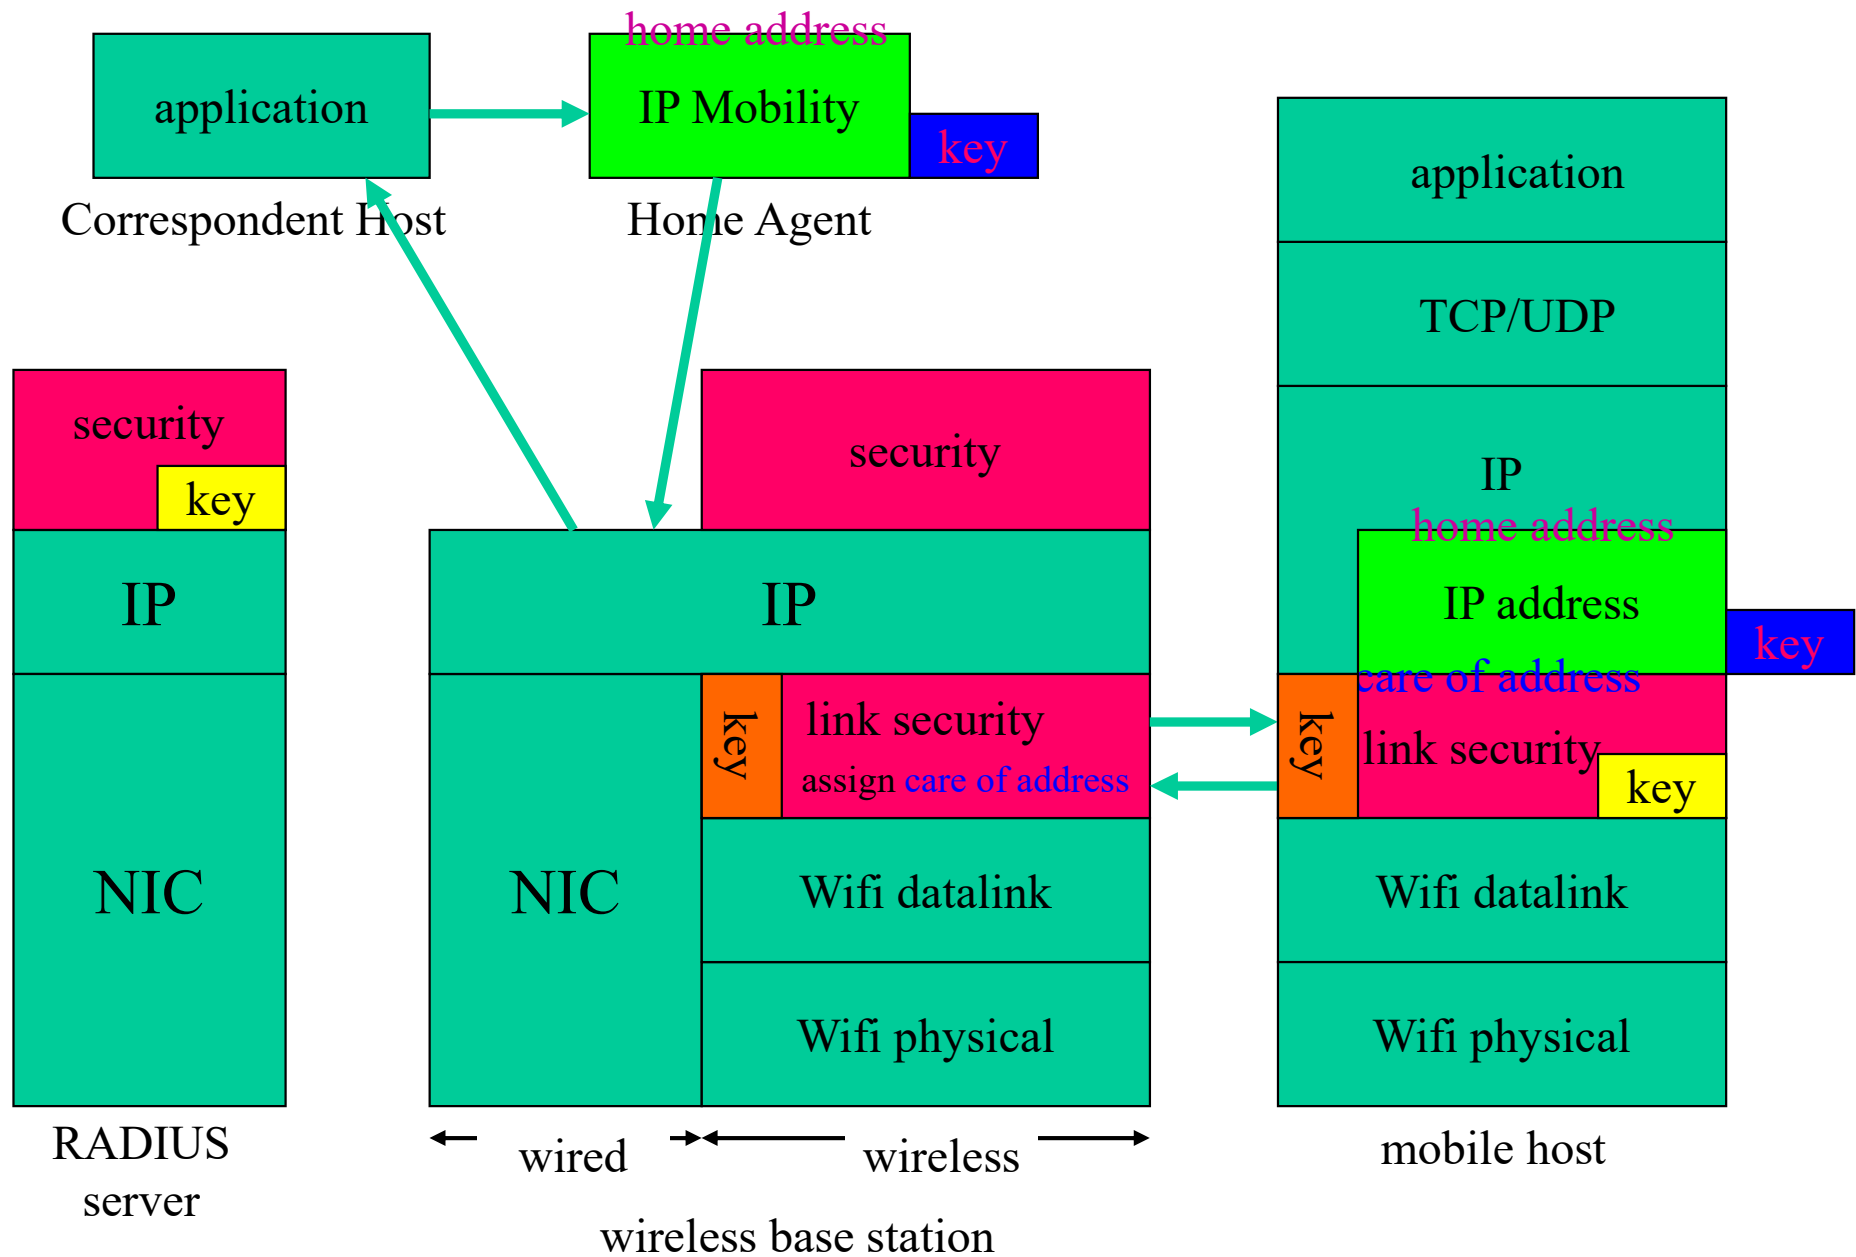 home address
application
IP Mobility
key
Correspondent Host
Home Agent
application
TCP/UDP
IP
home address
IP address
key
care of address
key
link security
key
Wifi datalink
Wifi physical
mobile host
security
key
IP
NIC
RADIUS
server
security
IP
key
link security
assign care of address
NIC
Wifi datalink
Wifi physical
wired
wireless
wireless base station